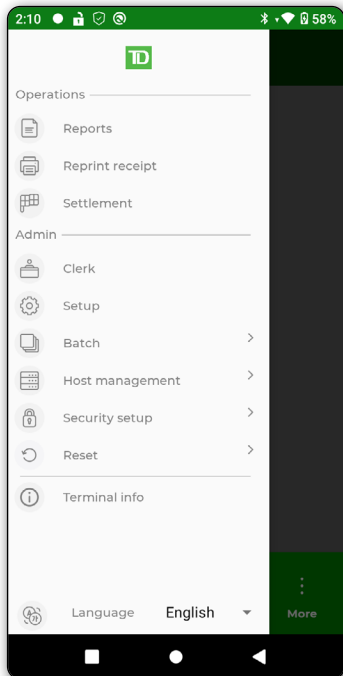 2:10 58%
TD
Operations
Reports
Reprint receipt
Settlement
Admin
Clerk
Setup
Batch
Host management
Security setup
Reset
Terminal info
Language English
More